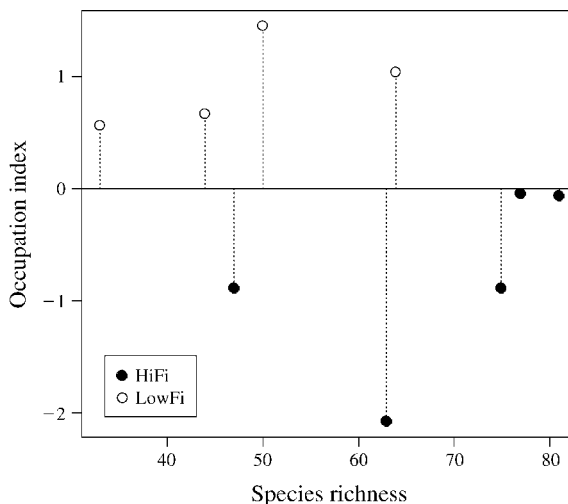 1
0
−1
−2
Occupation index
HiFi
LowFi
40
50
60
70
80
Species richness